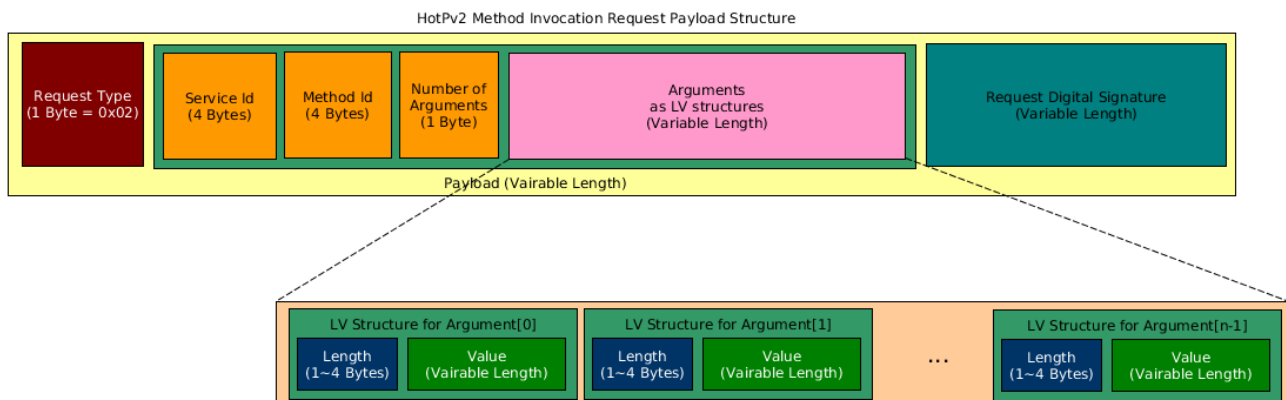 HotPv2 Method Invocation Request Payload Structure
Request Type
(1 Byte = 0x02)
Service Id
(4 Bytes)
Method Id
(4 Bytes)
Number of
Arguments
(1 Byte)
Arguments
as LV structures
(Variable Length)
Request Digital Signature
(Variable Length)
Payload (Vairable Length)
LV Structure for Argument[0]
Length
(1~4 Bytes)
Value
(Vairable Length)
LV Structure for Argument[1]
Length
(1~4 Bytes)
Value
(Vairable Length)
...
LV Structure for Argument[n-1]
Length
(1~4 Bytes)
Value
(Vairable Length)